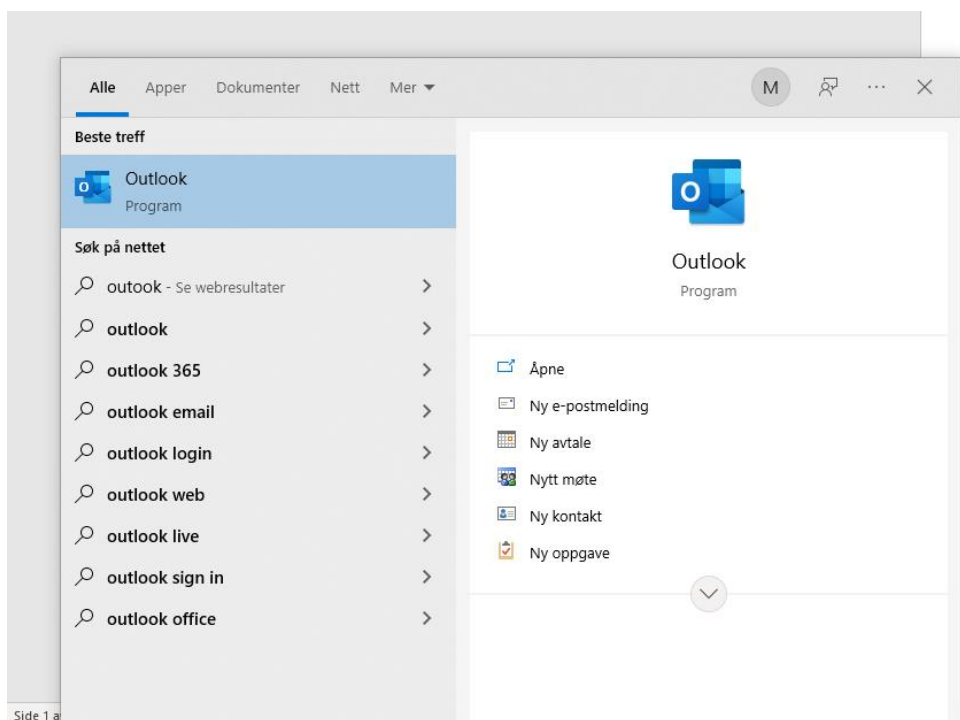 Alle Apper Dokumenter Nett Mer
M
Beste treff
Outlook
Program
Søk på nettet
outook - Se webresultater
outlook
outlook 365
outlook email
outlook login
outlook web
outlook live
outlook sign in
outlook office
Outlook
Program
Åpne
Ny e-postmelding
Ny avtale
Nytt møte
Ny kontakt
Ny oppgave
Side 1